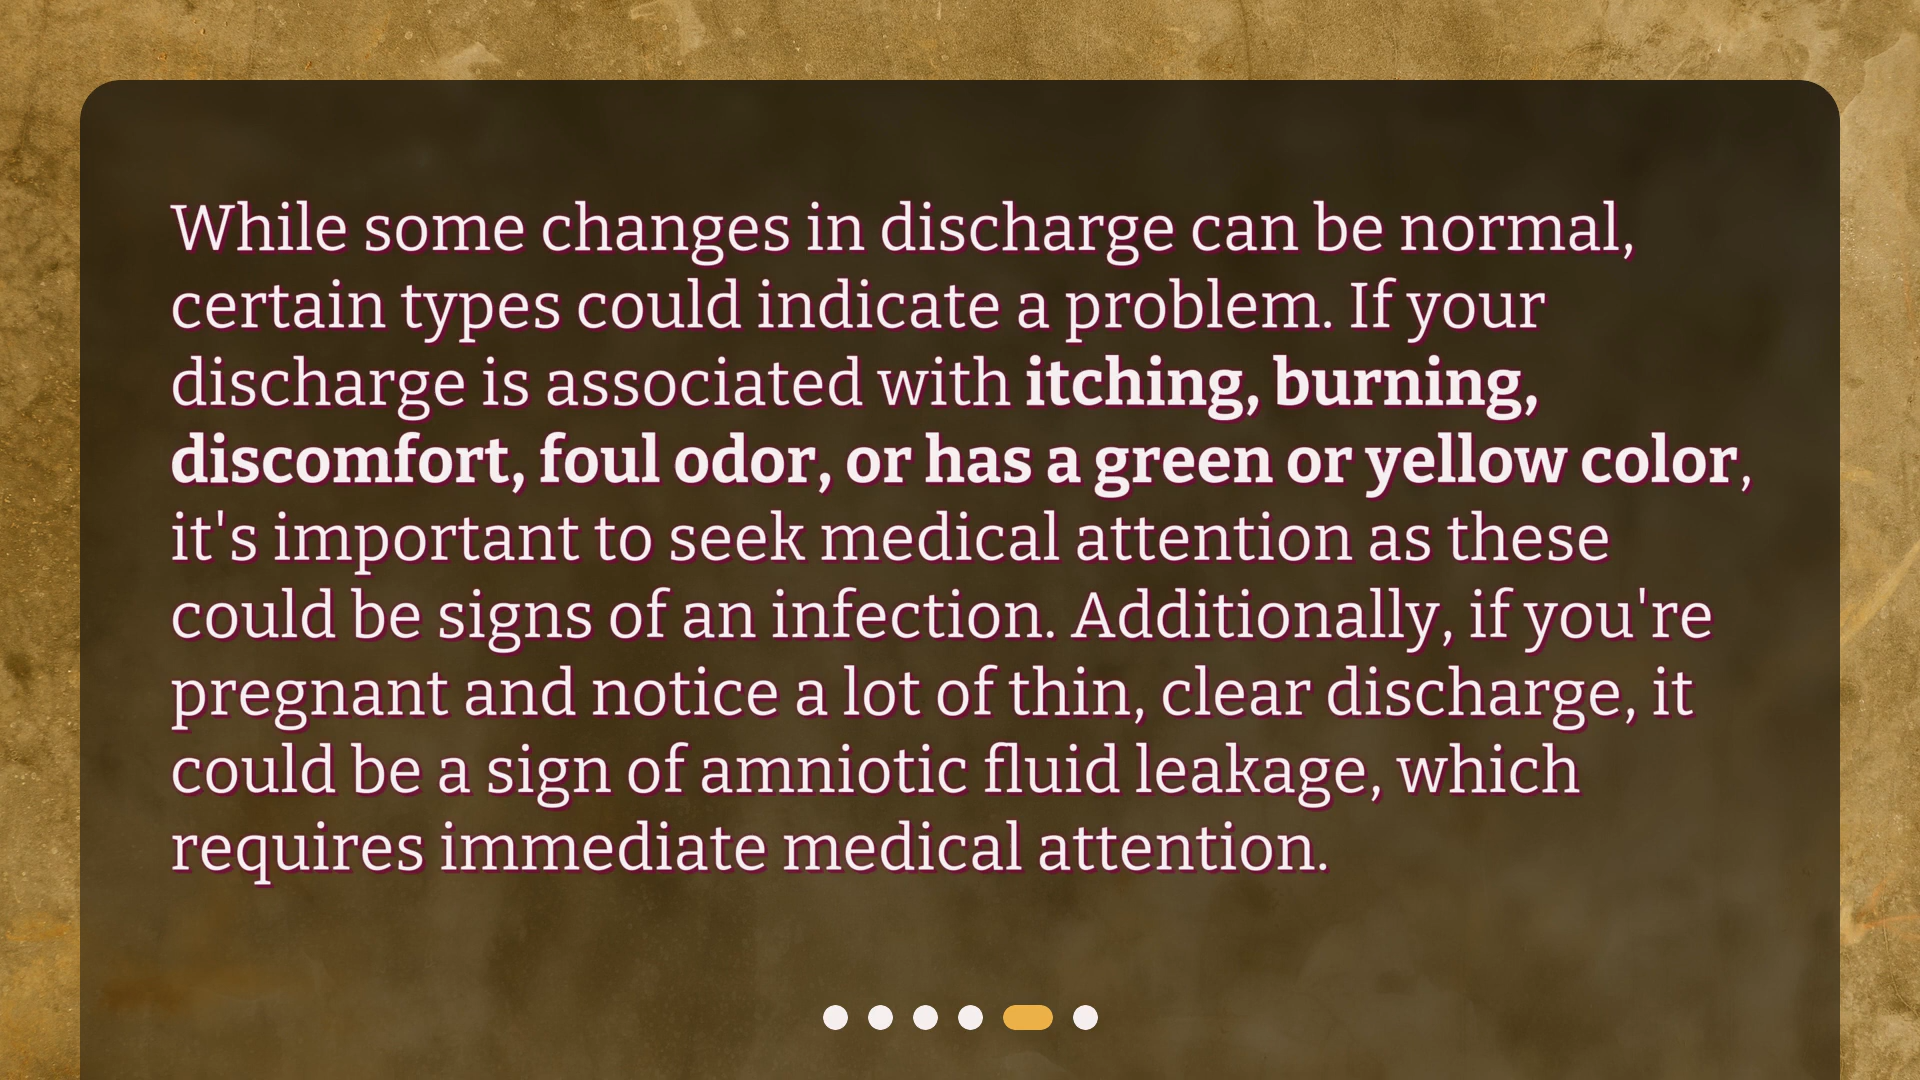 While some changes in discharge can be normal,
certain types could indicate a problem. If your
discharge is associated with itching, burning,
discomfort, foul odor, or has a green or yellow color,
it's important to seek medical attention as these
could be signs of an infection. Additionally, if you're
pregnant and notice a lot of thin, clear discharge, it
could be a sign of amniotic fluid leakage, which
requires immediate medical attention.